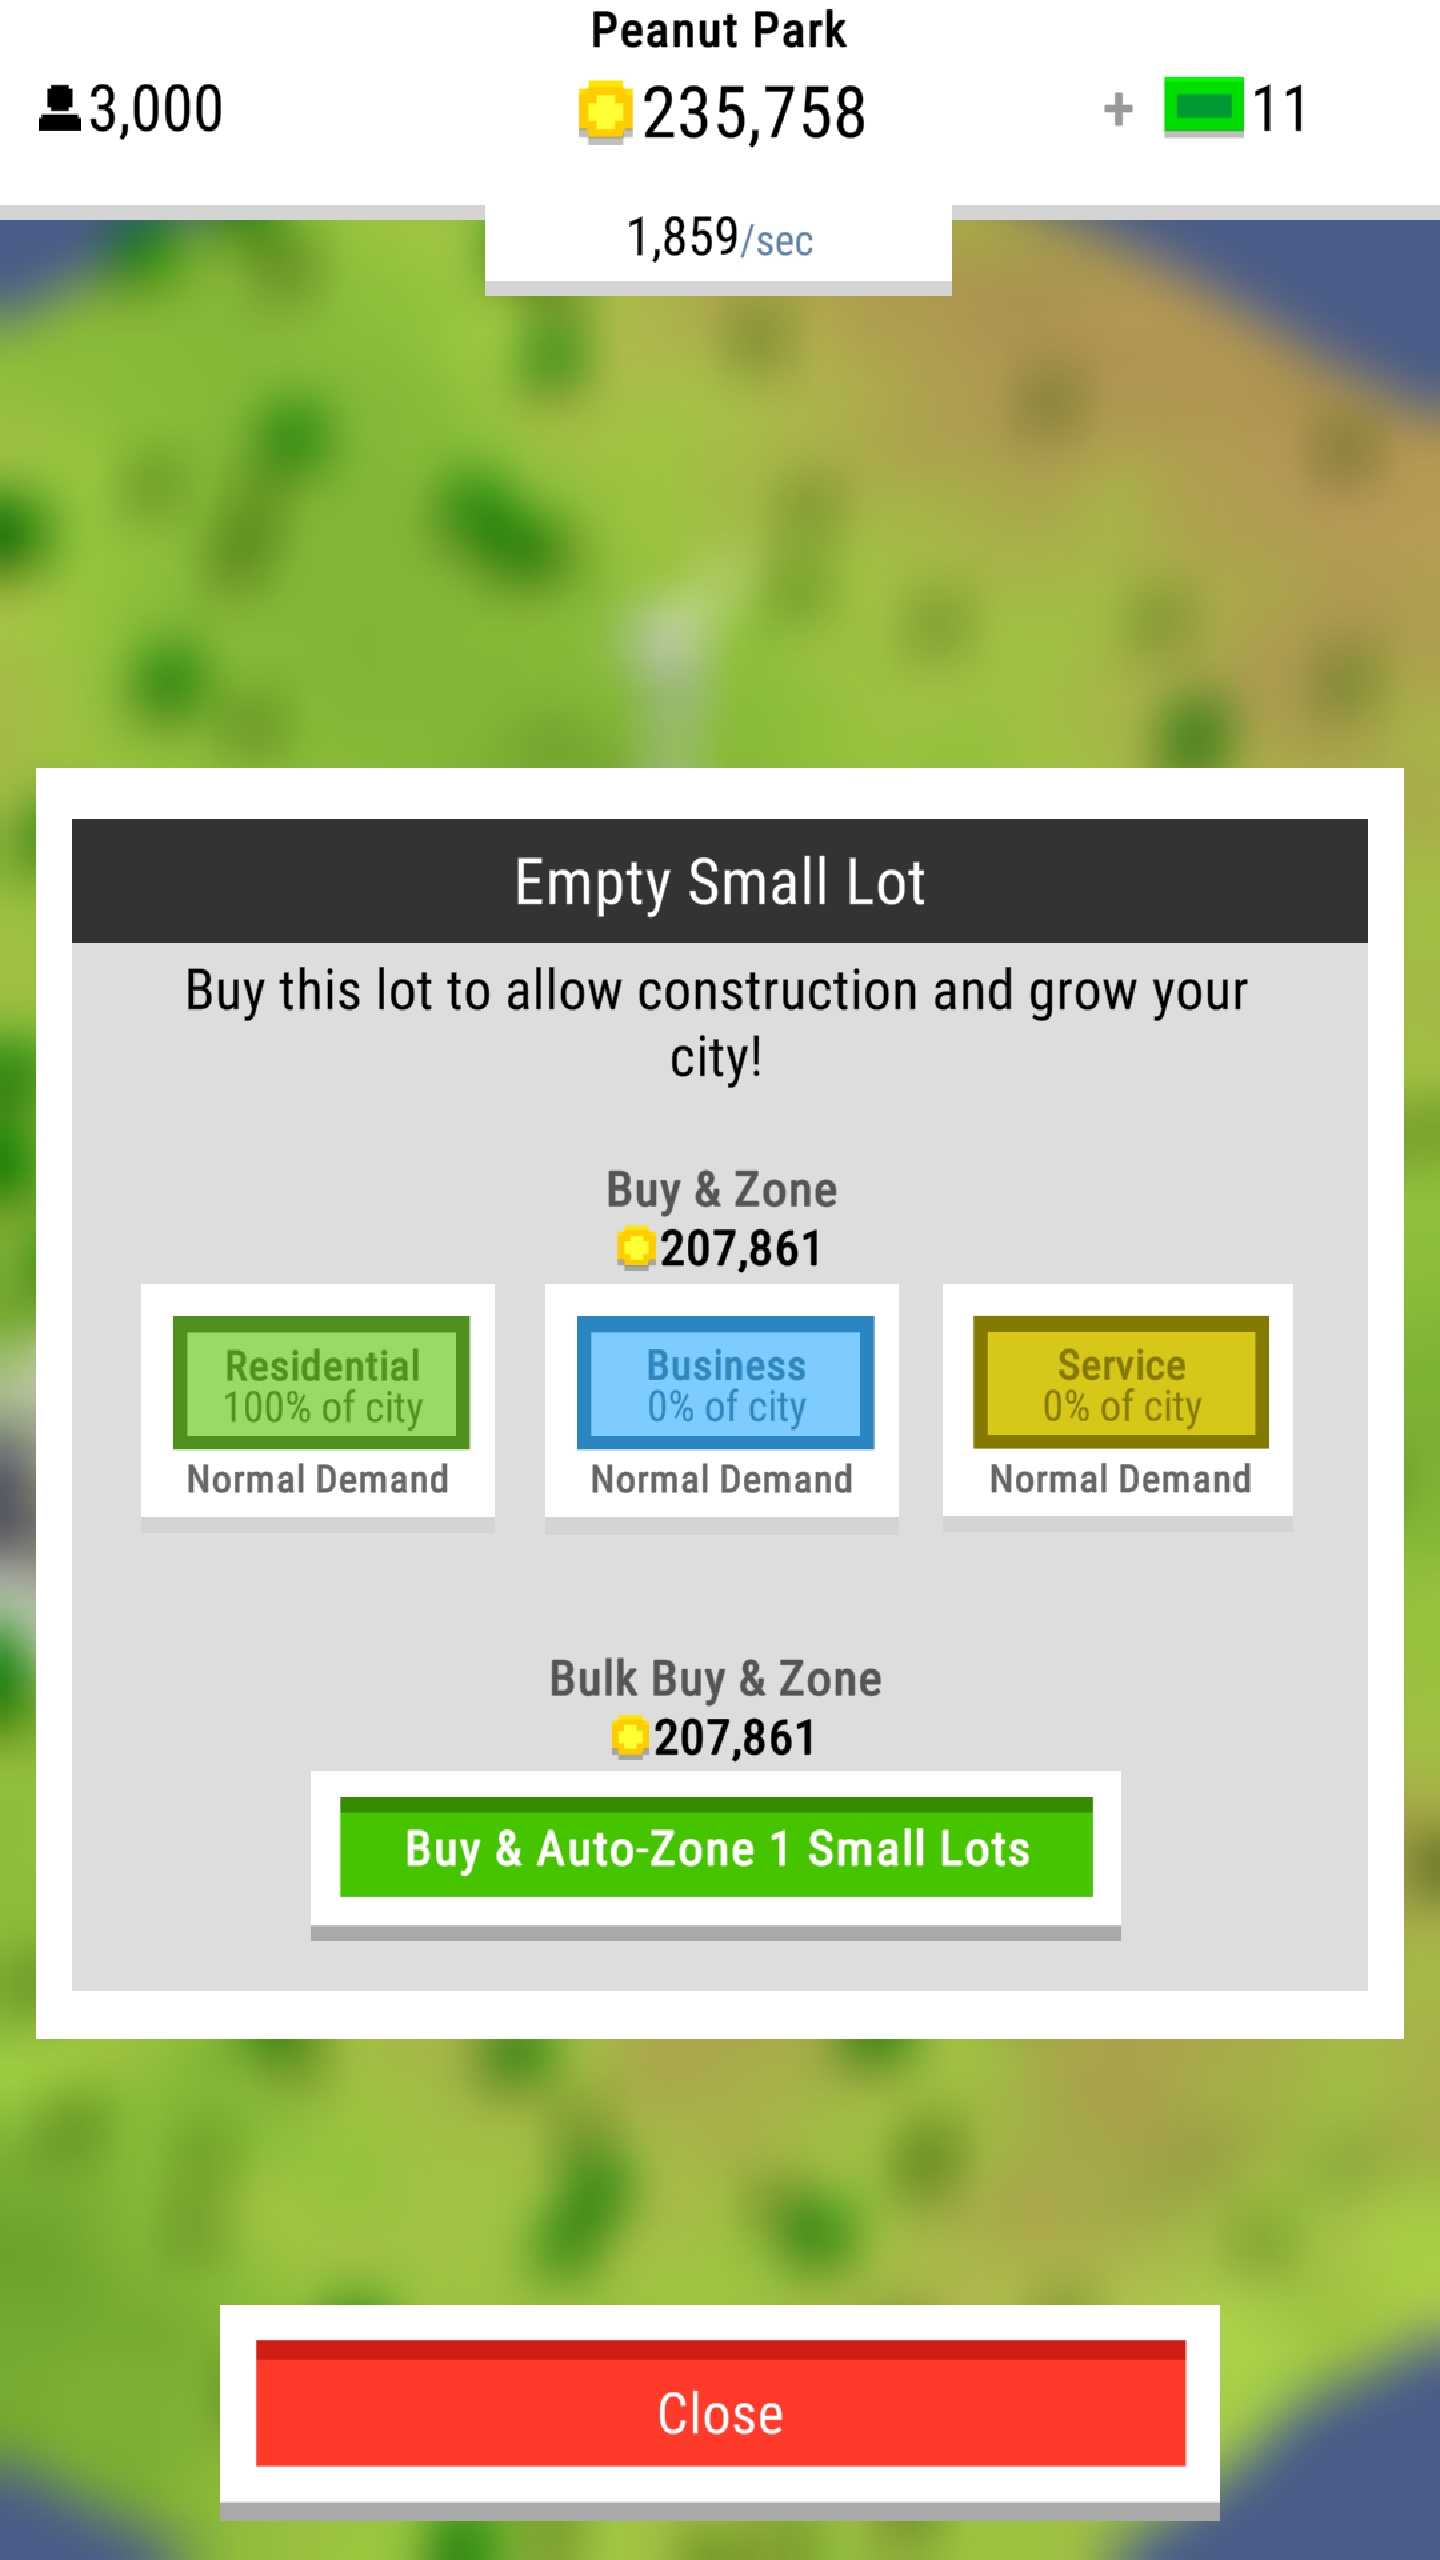 Peanut Park
3,000
235,758
+ 11
1,859/sec
Empty Small Lot
Buy this lot to allow construction and grow your
city!
Buy & Zone
207,861
Residential
100% of city
Normal Demand
Business
0% of city
Normal Demand
Service
0% of city
Normal Demand
Bulk Buy & Zone
207,861
Buy & Auto-Zone 1 Small Lots
Close